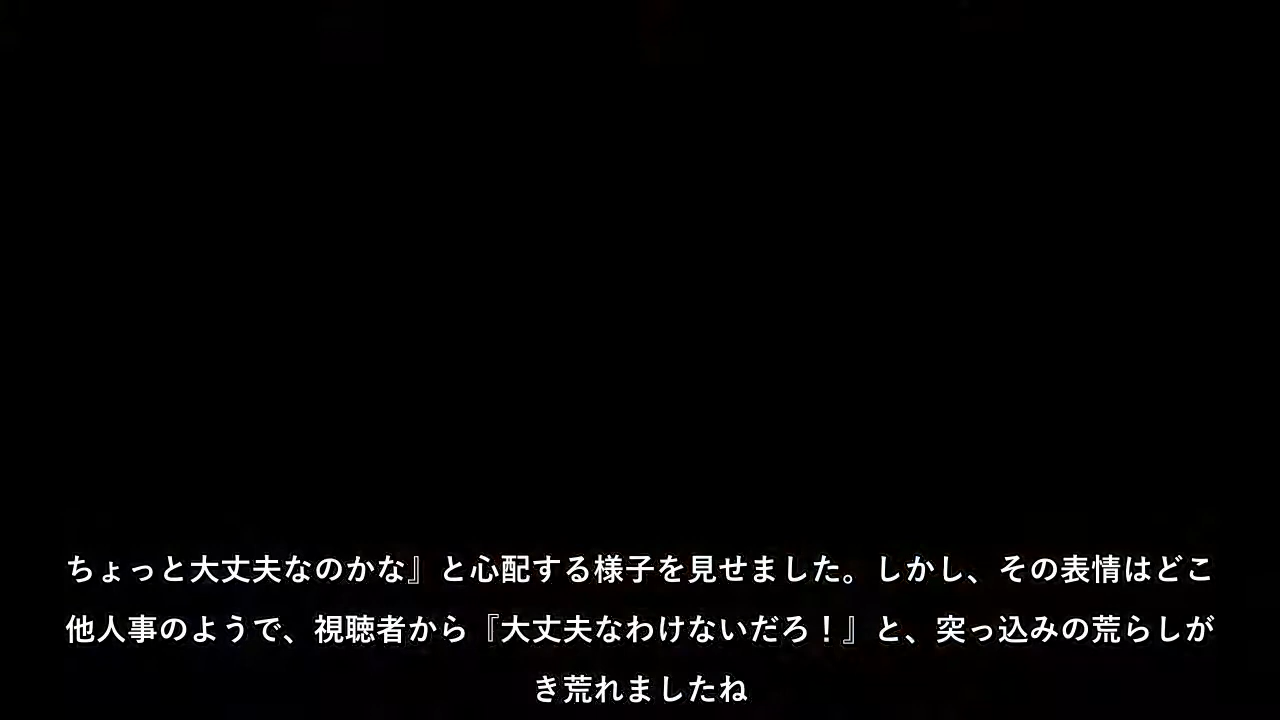 ちょっと大丈夫なのかな』と心配する様子を見せました。しかし、その表情はどこ
他人事のようで、視聴者から『大丈夫なわけないだろ！』と、突っ込みの荒らしが
き荒れましたね